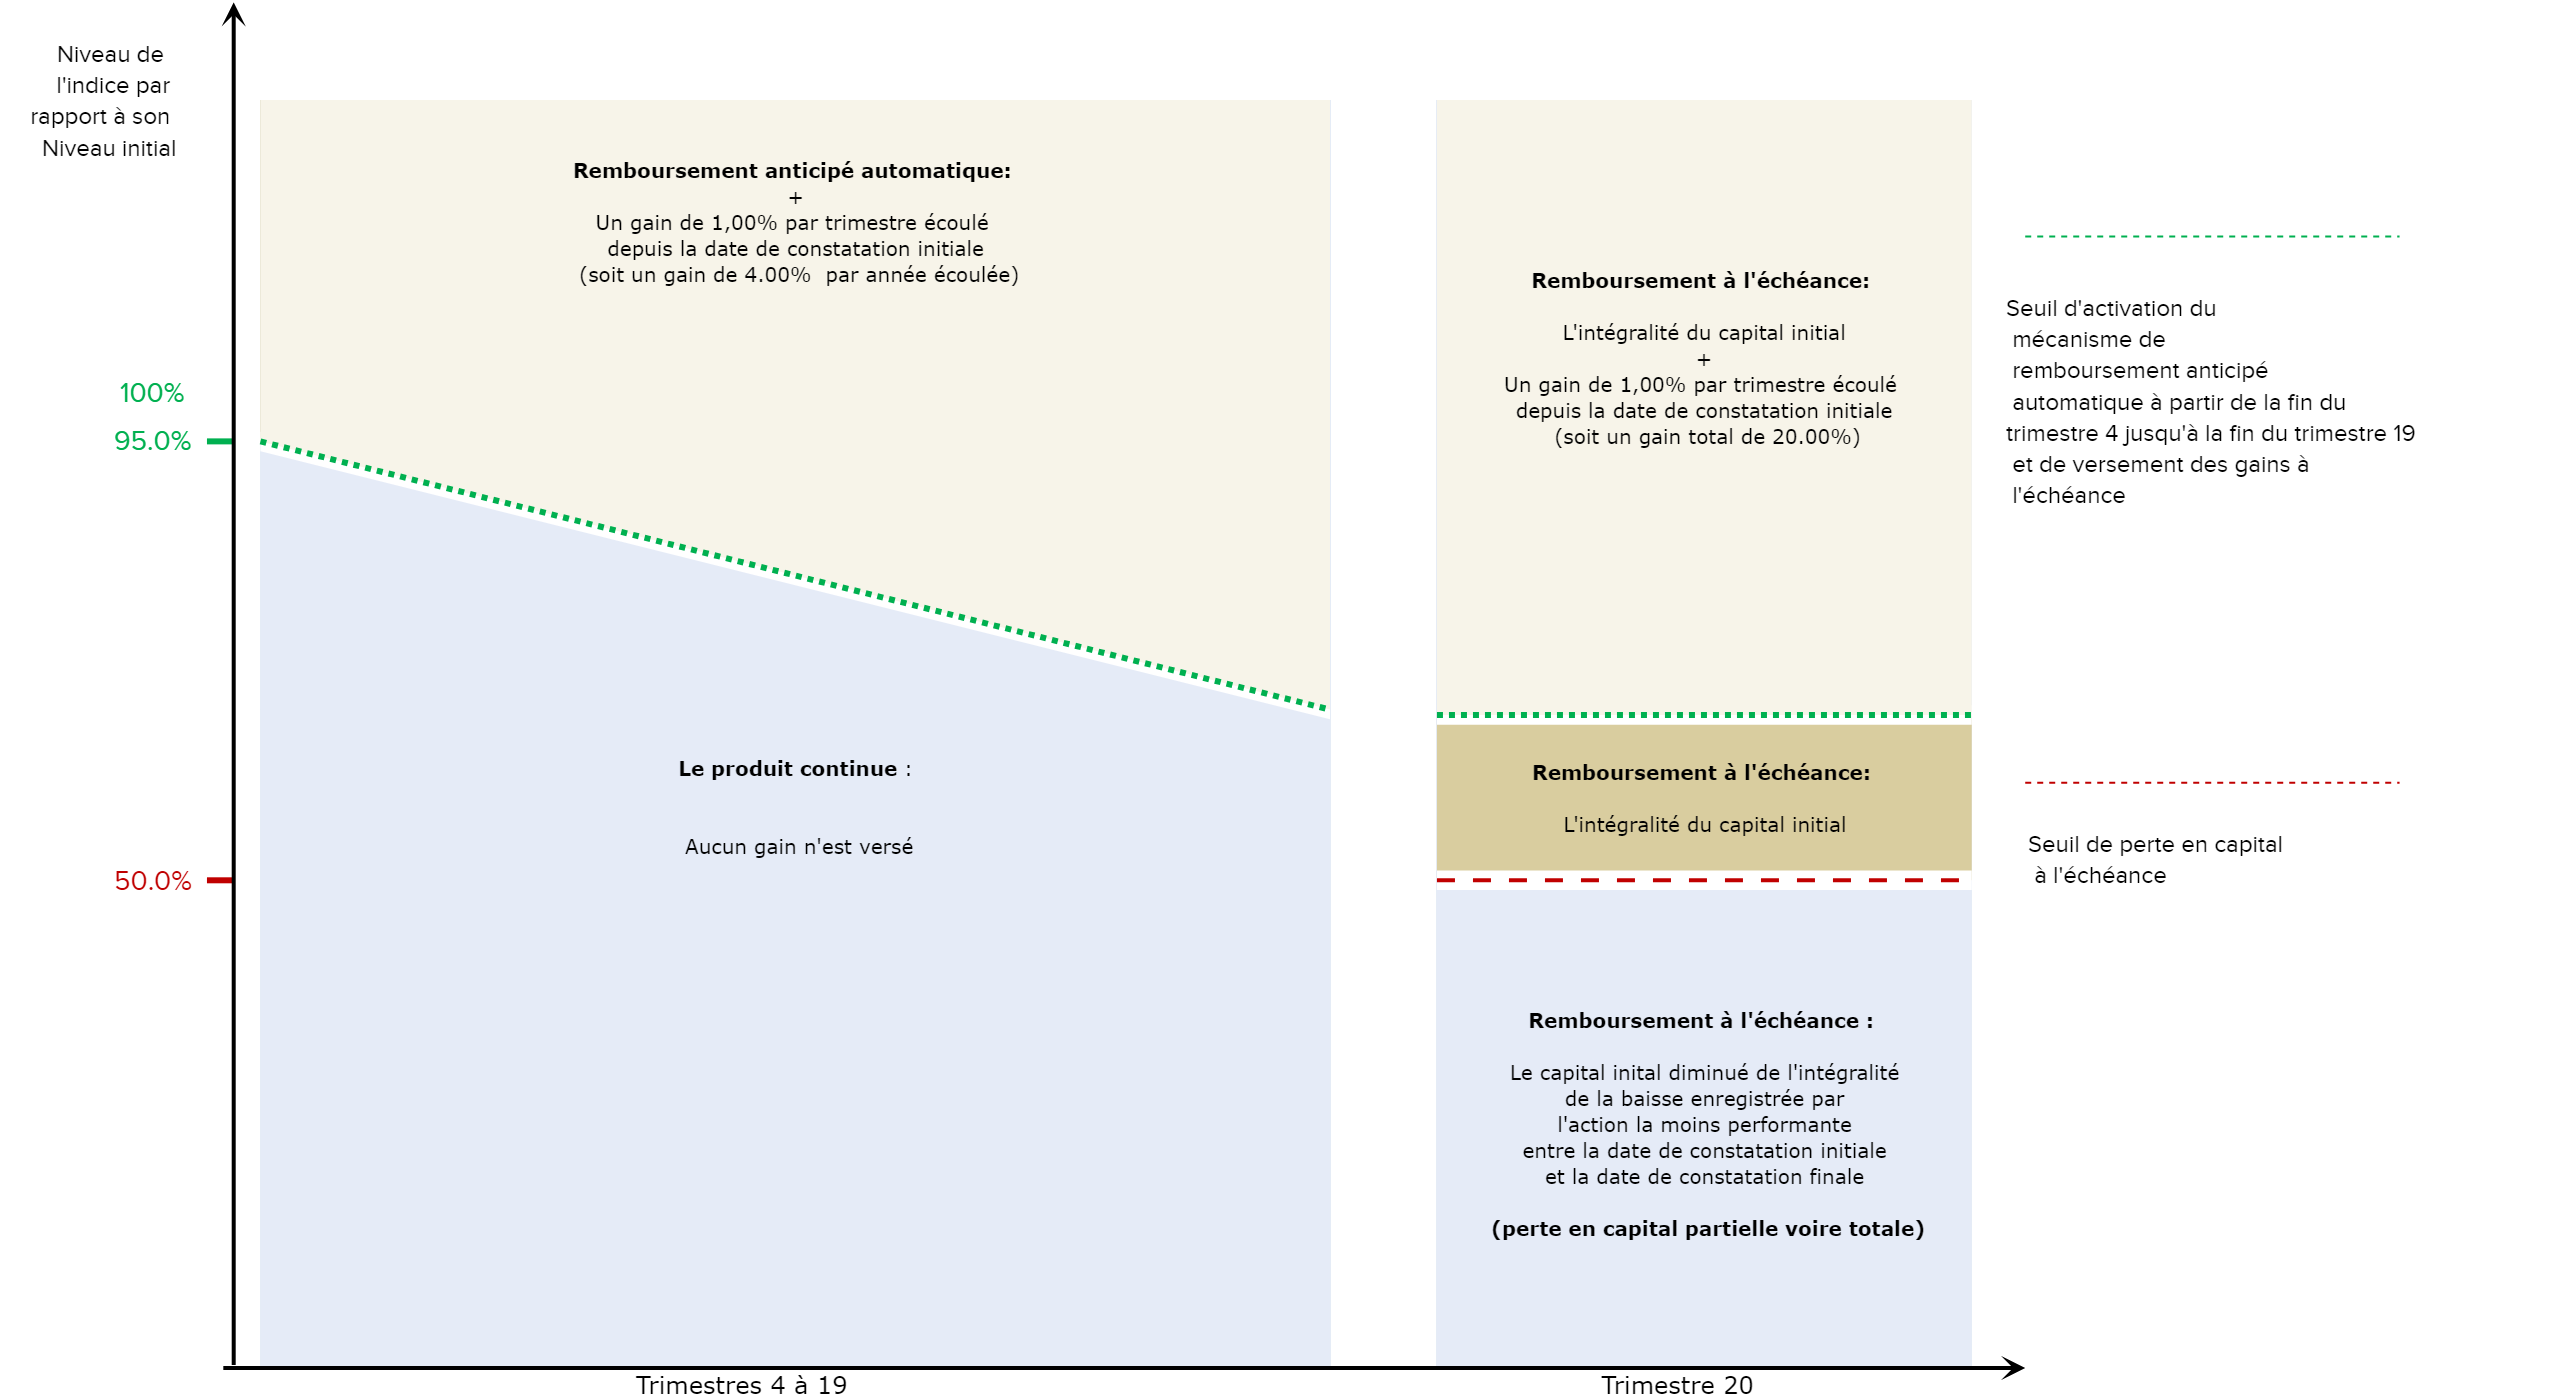 Niveau de
l'indice par
rapport à son
Niveau initial
100%
95.0%
50.0%
Remboursement anticipé automatique:
+
Un gain de 1,00% par trimestre écoulé
depuis la date de constatation initiale
(soit un gain de 4.00% par année écoulée)
Le produit continue :
Aucun gain n'est versé
Trimestres 4 à 19
Remboursement à l'échéance:
L'intégralité du capital initial
+
Un gain de 1,00% par trimestre écoulé
depuis la date de constatation initiale
(soit un gain total de 20.00%)
Remboursement à l'échéance:
L'intégralité du capital initial
Remboursement à l'échéance :
Le capital inital diminué de l'intégralité
de la baisse enregistrée par
l'action la moins performante
entre la date de constatation initiale
et la date de constatation finale
(perte en capital partielle voire totale)
Trimestre 20
Seuil d'activation du
mécanisme de
remboursement anticipé
automatique à partir de la fin du
trimestre 4 jusqu'à la fin du trimestre 19
et de versement des gains à
l'échéance
Seuil de perte en capital
à l'échéance